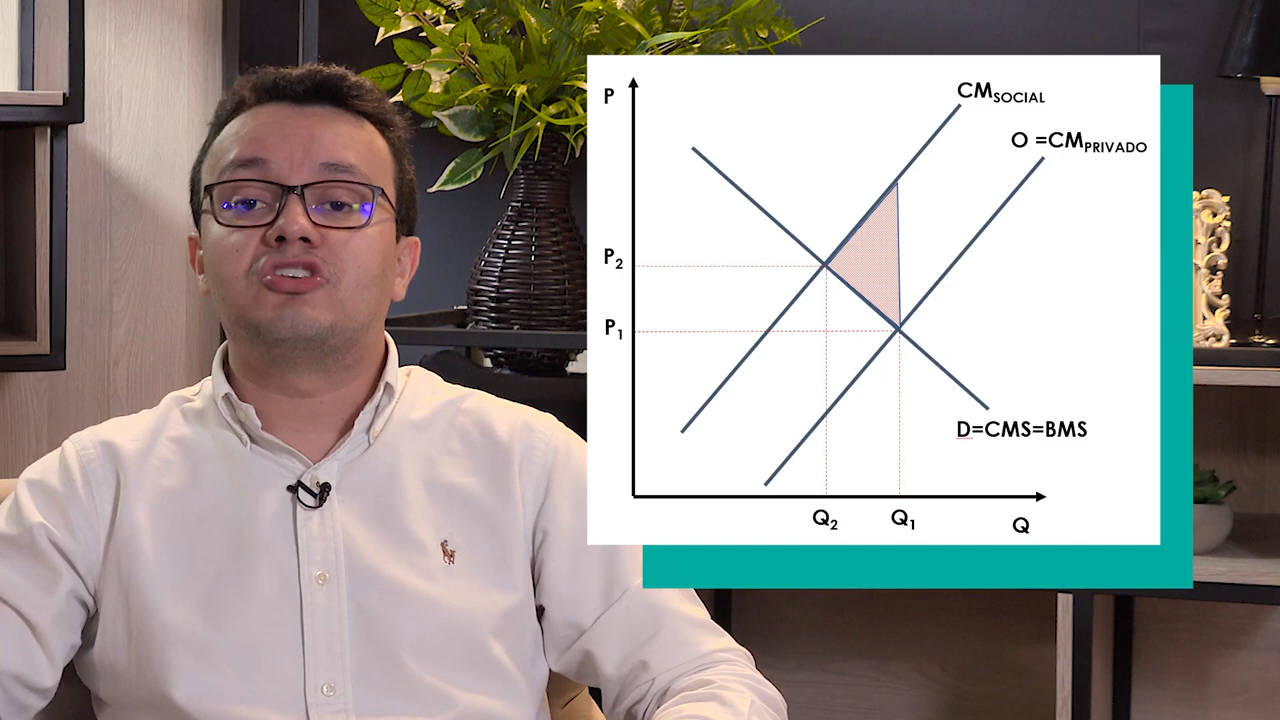 P
CMSOCIAL
O =CMPRIVADO
P2
P1
D=CMS=BMS
Q2
Q1
Q